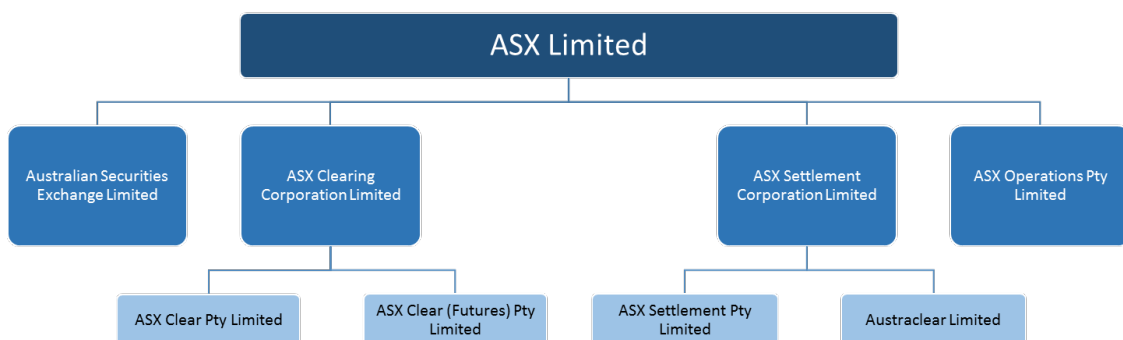 ASX Limited
Australian Securities
Exchange Limited
ASX Clearing
Corporation Limited
ASX Settlement
Corporation Limited
ASX Operations Pty
Limited
ASX Clear Pty Limited
ASX Clear (Futures) Pty
Limited
ASX Settlement Pty
Limited
Austraclear Limited